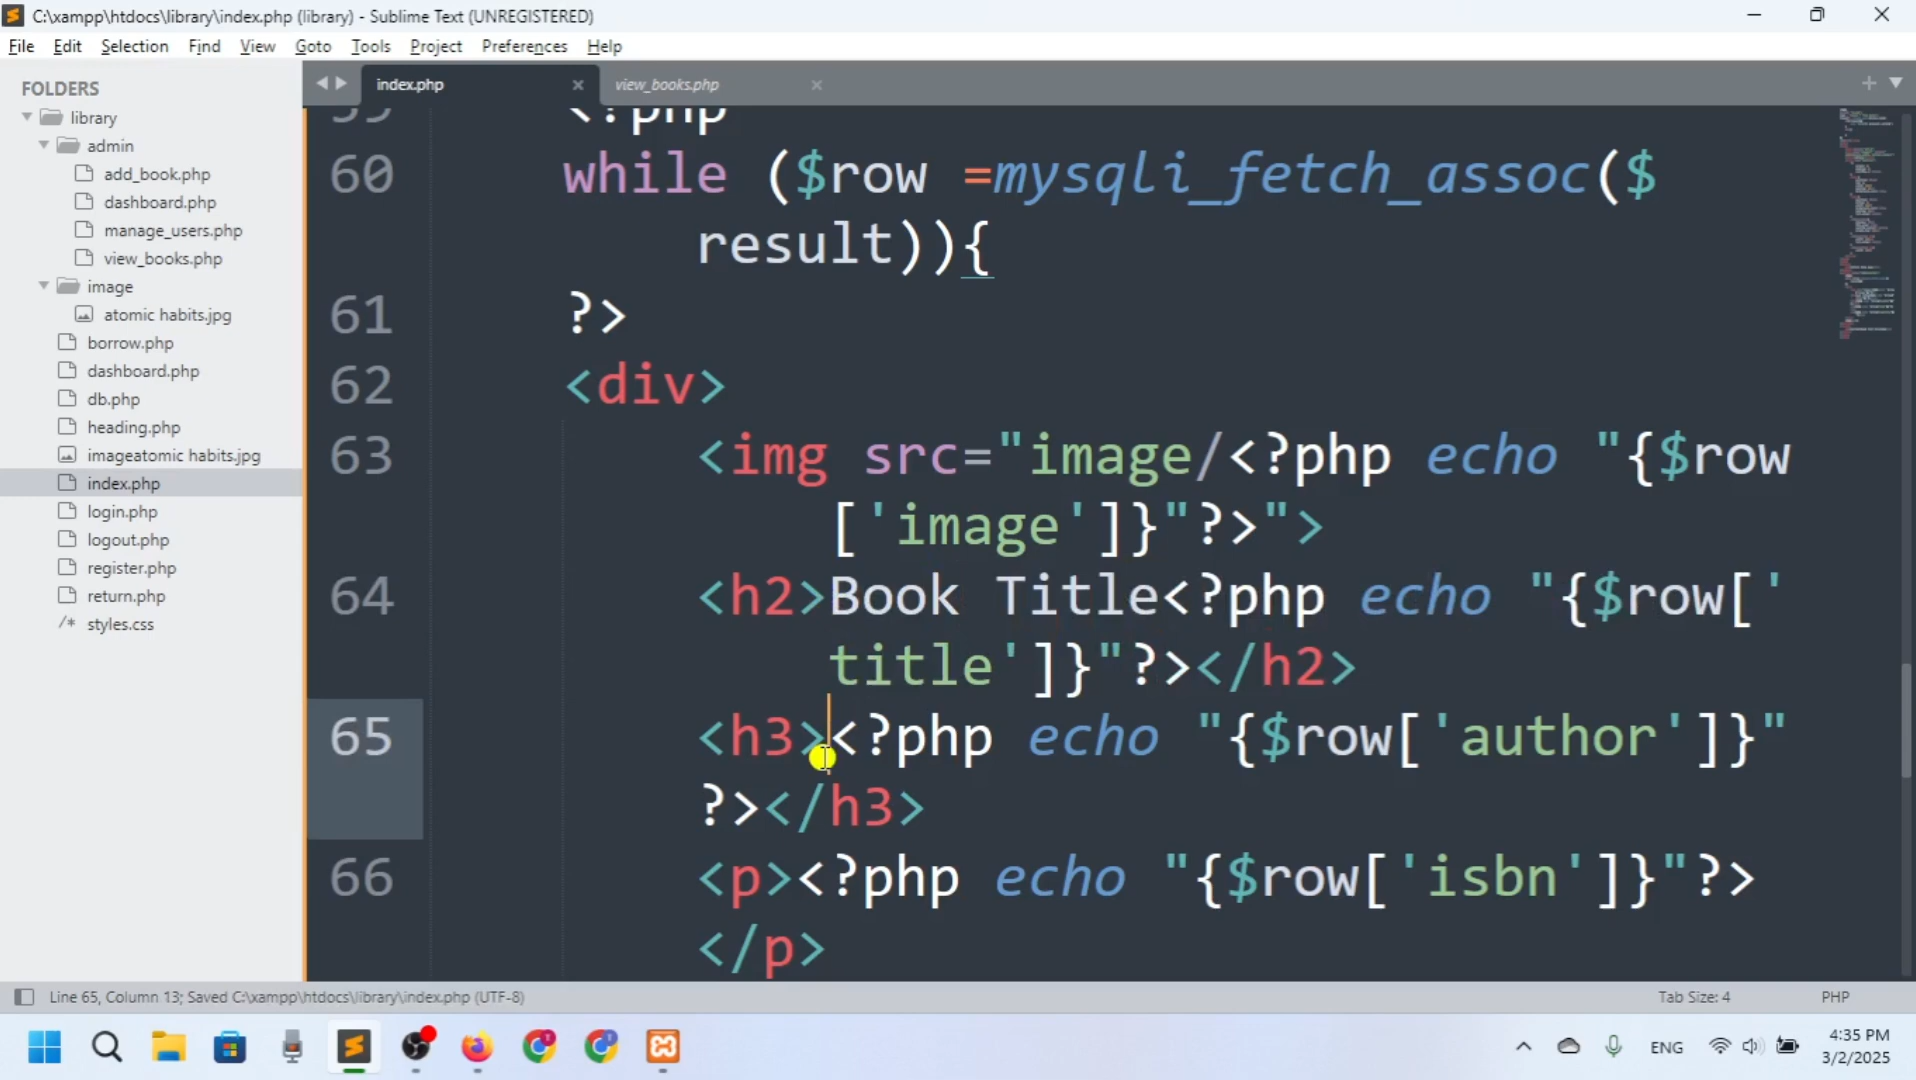 C:\xampp\htdocs\library\index.php (library) - Sublime Text (UNREGISTERED)
File Edit Selection Find View Goto Tools Project Preferences Help
FOLDERS
library
admin
add_book.php
dashboard.php
manage_users.php
view_books.php
image
atomic habits.jpg
borrow.php
dashboard.php
db.php
heading.php
imageatomic habits.jpg
index.php
login.php
logout.php
register.php
return.php
/* styles.css
index.php view_books.php
59 <?php
60 while ($row =mysqli_fetch_assoc($
result)){
61 ?>
62 <div>
63 <img src="image/<?php echo "{$row
['image']}"?>">
64 <h2>Book Title<?php echo "{$row['
title']}"?></h2>
65 <h3><?php echo "{$row['author']}"
?></h3>
66 <p><?php echo "{$row['isbn']}"?>
</p>
Line 65, Column 13; Saved C:\xampp\htdocs\library\index.php (UTF-8) Tab Size: 4 PHP
ENG
4:35 PM
3/2/2025